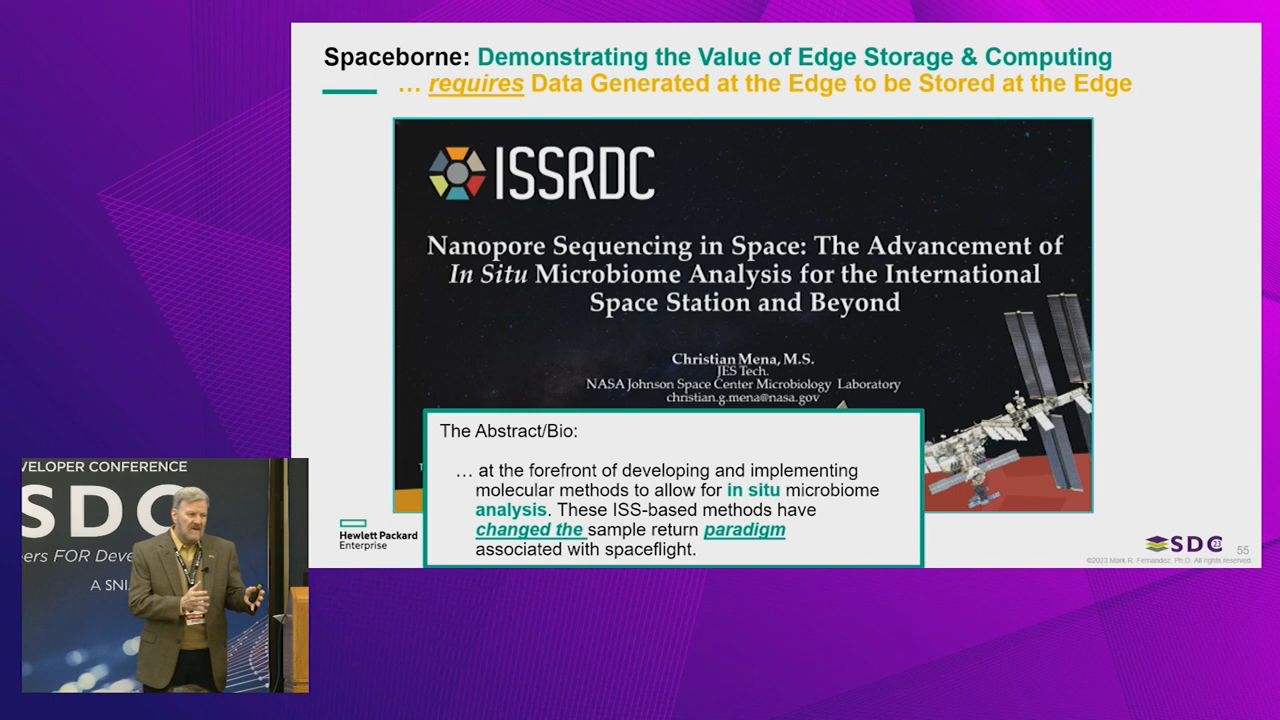 Spaceborne: Demonstrating the Value of Edge Storage & Computing
… requires Data Generated at the Edge to be Stored at the Edge
ISSRDC
Nanopore Sequencing in Space: The Advancement of
In Situ Microbiome Analysis for the International
Space Station and Beyond
Christian Mena, M.S.
JES Tech.
NASA Johnson Space Center Microbiology Laboratory
christian.g.mena@nasa.gov
The Abstract/Bio:
… at the forefront of developing and implementing
molecular methods to allow for in situ microbiome
analysis. These ISS-based methods have
changed the sample return paradigm
associated with spaceflight.
Hewlett Packard
Enterprise
SDC 23
55
©2023 Mark R. Fernandez, Ph.D. All rights reserved.
VELOPER CONFERENCE
SDC
ers FOR Deve
A SNI